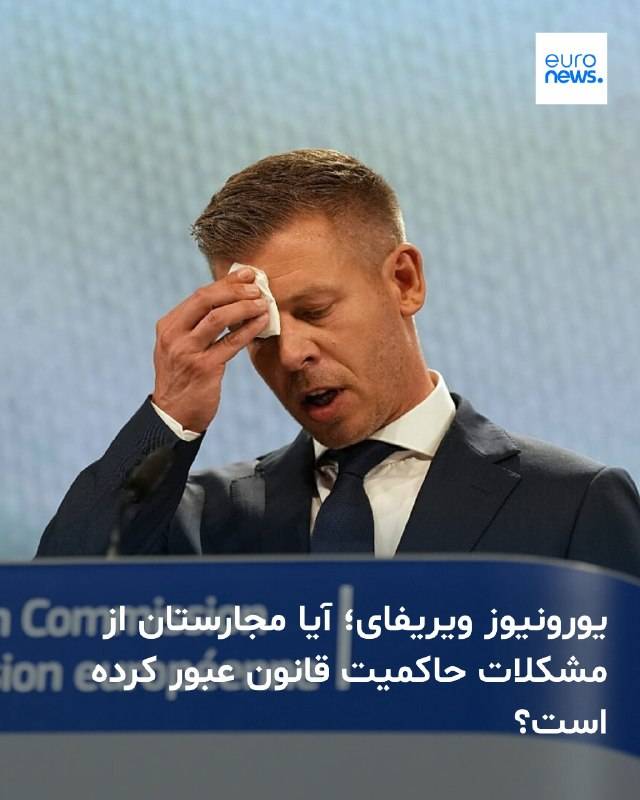 euro
news.
n Commission
sion européenne
یورونیوز ویریفای؛ آیا مجارستان از
مشکلات حاکمیت قانون عبور کرده
است؟